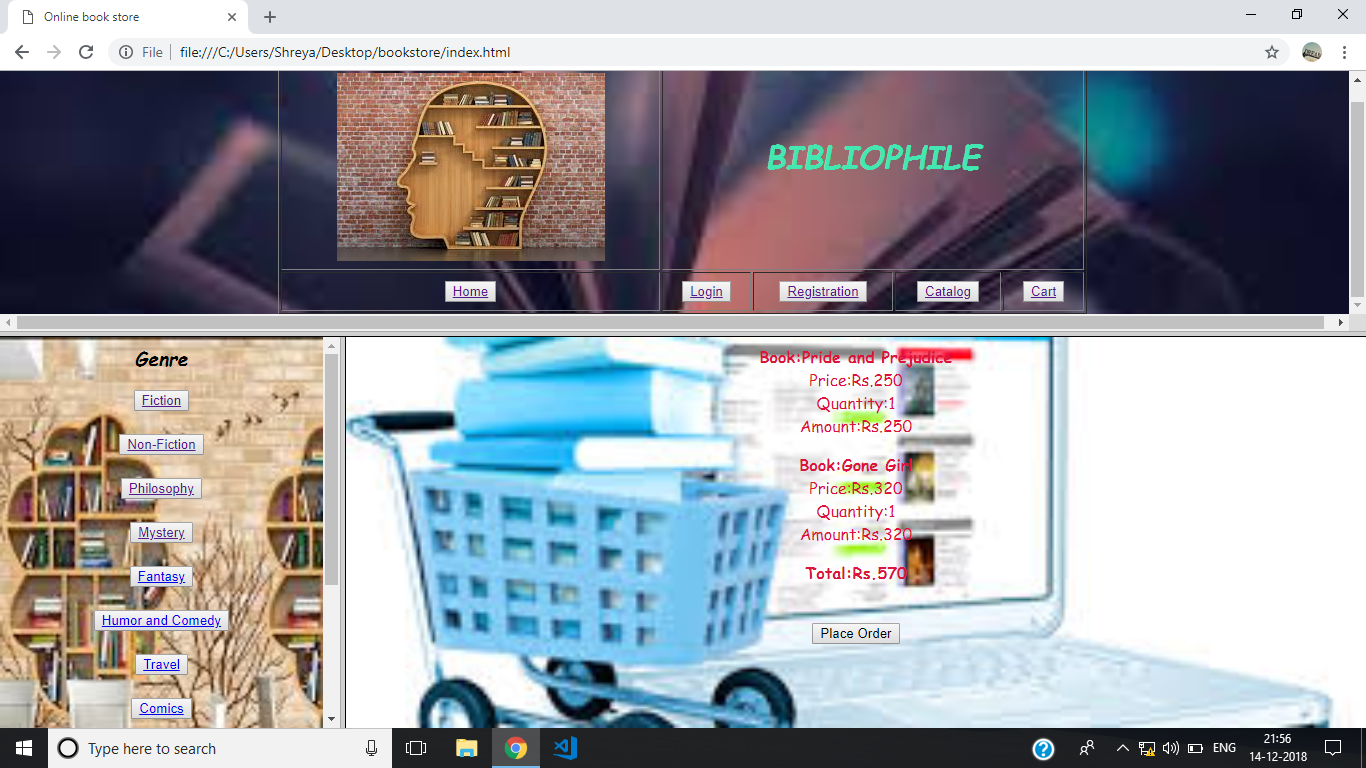 Online book store
File
file:///C:/Users/Shreya/Desktop/bookstore/index.html
BIBLIOPHILE
Home Login Registration Catalog Cart
Genre
Fiction
Non-Fiction
Philosophy
Mystery
Fantasy
Humor and Comedy
Travel
Comics
Book:Pride and Prejudice
Price:Rs.250
Quantity:1
Amount:Rs.250
Book:Gone Girl
Price:Rs.320
Quantity:1
Amount:Rs.320
Total:Rs.570
Place Order
Type here to search
ENG
21:56
14-12-2018